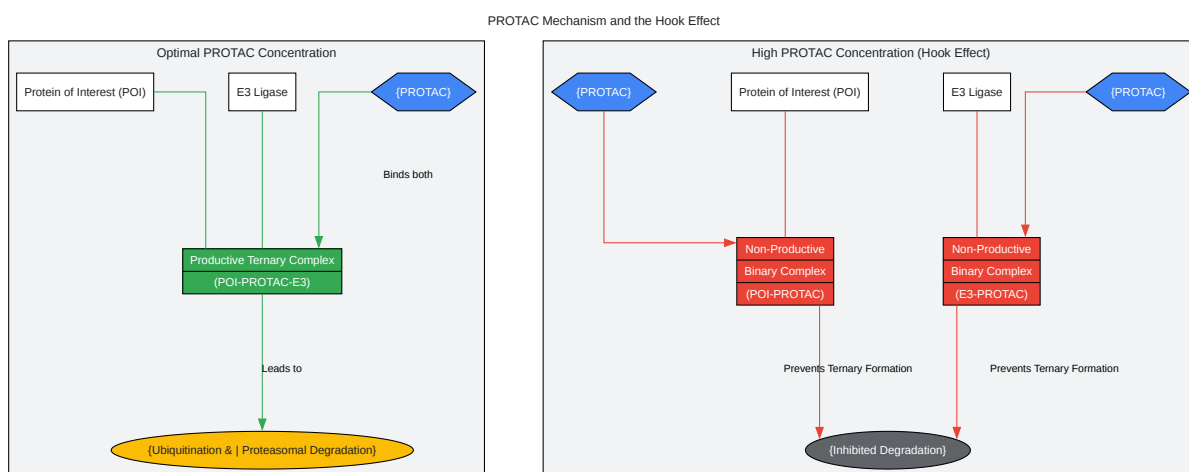 PROTAC Mechanism and the Hook Effect
Optimal PROTAC Concentration
Protein of Interest (POI)
E3 Ligase
{PROTAC}
Binds both
Productive Ternary Complex
(POI-PROTAC-E3)
Leads to
{Ubiquitination & | Proteasomal Degradation}
High PROTAC Concentration (Hook Effect)
{PROTAC}
Protein of Interest (POI)
E3 Ligase
{PROTAC}
Non-Productive
Binary Complex
(POI-PROTAC)
Non-Productive
Binary Complex
(E3-PROTAC)
Prevents Ternary Formation
Prevents Ternary Formation
{Inhibited Degradation}